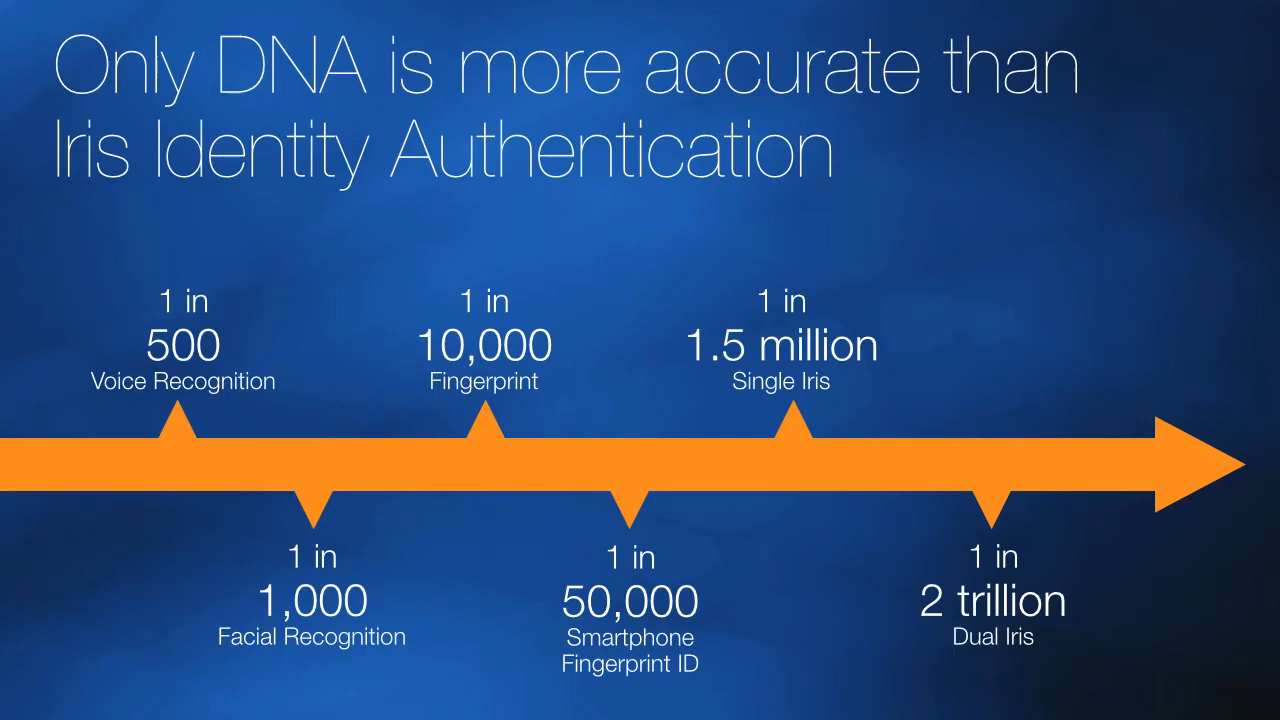 Only DNA is more accurate than
Iris Identity Authentication
1 in
500
Voice Recognition
1 in
10,000
Fingerprint
1 in
1.5 million
Single Iris
1 in
1,000
Facial Recognition
1 in
50,000
Smartphone
Fingerprint ID
1 in
2 trillion
Dual Iris